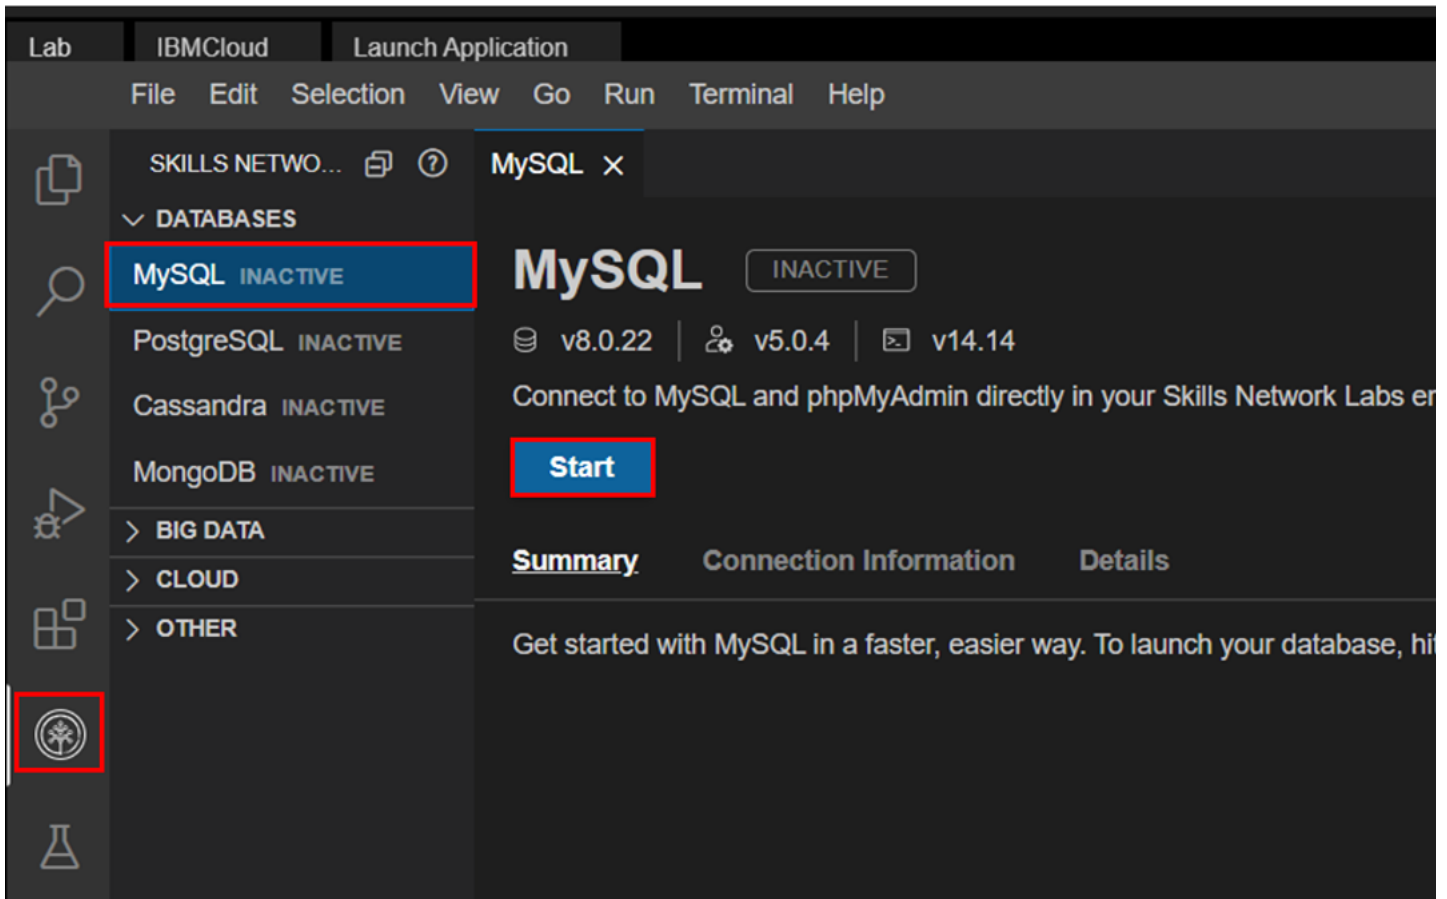 Lab IBMCloud Launch Application
File Edit Selection View Go Run Terminal Help
SKILLS NETWO...
DATABASES
MySQL INACTIVE
PostgreSQL INACTIVE
Cassandra INACTIVE
MongoDB INACTIVE
BIG DATA
CLOUD
OTHER
MySQL
MySQL INACTIVE
v8.0.22 v5.0.4 v14.14
Connect to MySQL and phpMyAdmin directly in your Skills Network Labs
Start
Summary Connection Information Details
Get started with MySQL in a faster, easier way. To launch your database,